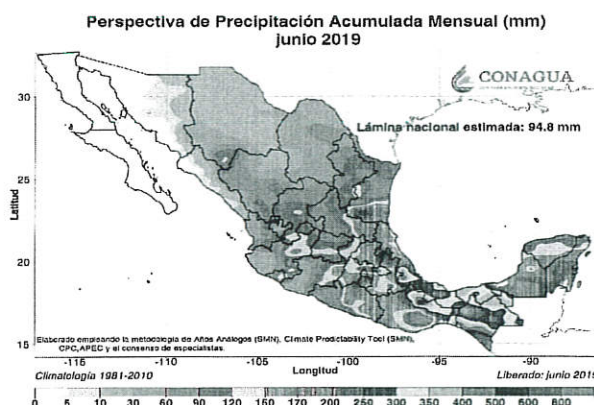 Perspectiva de Precipitación Acumulada Mensual (mm)
junio 2019
CONAGUA
Lámina nacional estimada: 94.8 mm
30
25
20
15
Latitud
Elaborado empleando la metodología de Años Análogos (SMN), Climate Predictability Tool (SMN),
CPC,APEC y el consenso de especialistas.
-115 -110 -105 -100 -95 -90
Longitud
Climatología 1981-2010
Liberado: junio 2019
0 5 10 30 60 90 120 150 170 200 250 300 350 400 500 600